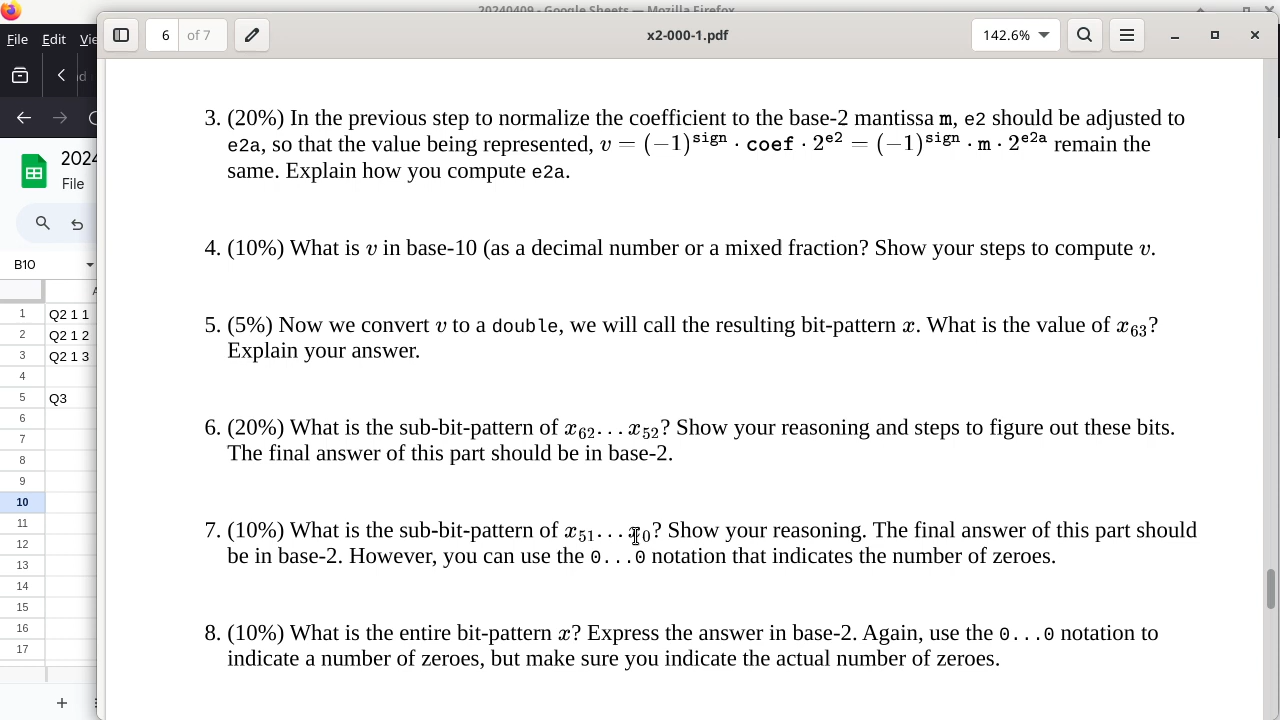 20240409 - Google Sheets — Mozilla Firefox
File Edit
6 of 7
x2-000-1.pdf
142.6%
2024
File
B10
1 Q2 1 1
2 Q2 1 2
3 Q2 1 3
4
5 Q3
6
7
8
9
10
11
12
13
14
15
16
17
3. (20%) In the previous step to normalize the coefficient to the base-2 mantissa m, e2 should be adjusted to
e2a, so that the value being represented, v = (−1)^sign · coef · 2^e2 = (−1)^sign · m · 2^e2a remain the
same. Explain how you compute e2a.
4. (10%) What is v in base-10 (as a decimal number or a mixed fraction? Show your steps to compute v.
5. (5%) Now we convert v to a double, we will call the resulting bit-pattern x. What is the value of x₆₃?
Explain your answer.
6. (20%) What is the sub-bit-pattern of x₆₂...x₅₂? Show your reasoning and steps to figure out these bits.
The final answer of this part should be in base-2.
7. (10%) What is the sub-bit-pattern of x₅₁...x₀? Show your reasoning. The final answer of this part should
be in base-2. However, you can use the 0...0 notation that indicates the number of zeroes.
8. (10%) What is the entire bit-pattern x? Express the answer in base-2. Again, use the 0...0 notation to
indicate a number of zeroes, but make sure you indicate the actual number of zeroes.